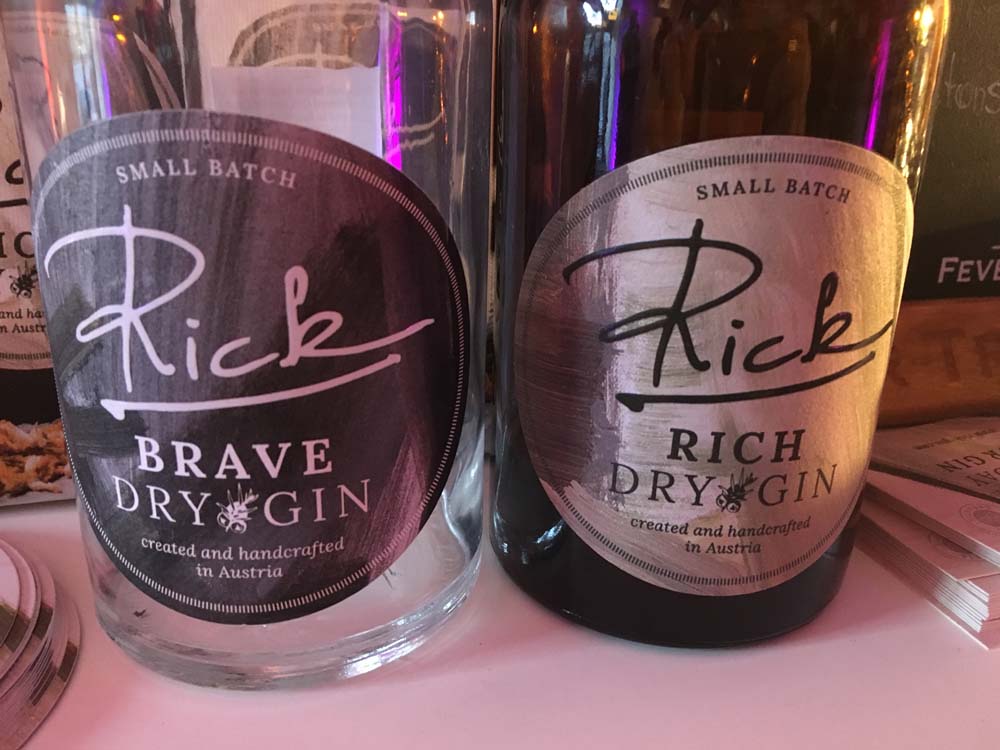 SMALL BATCH
Rick
BRAVE
DRY GIN
created and handcrafted
in Austria
SMALL BATCH
Rick
RICH
DRY GIN
created and handcrafted
in Austria
FEVE